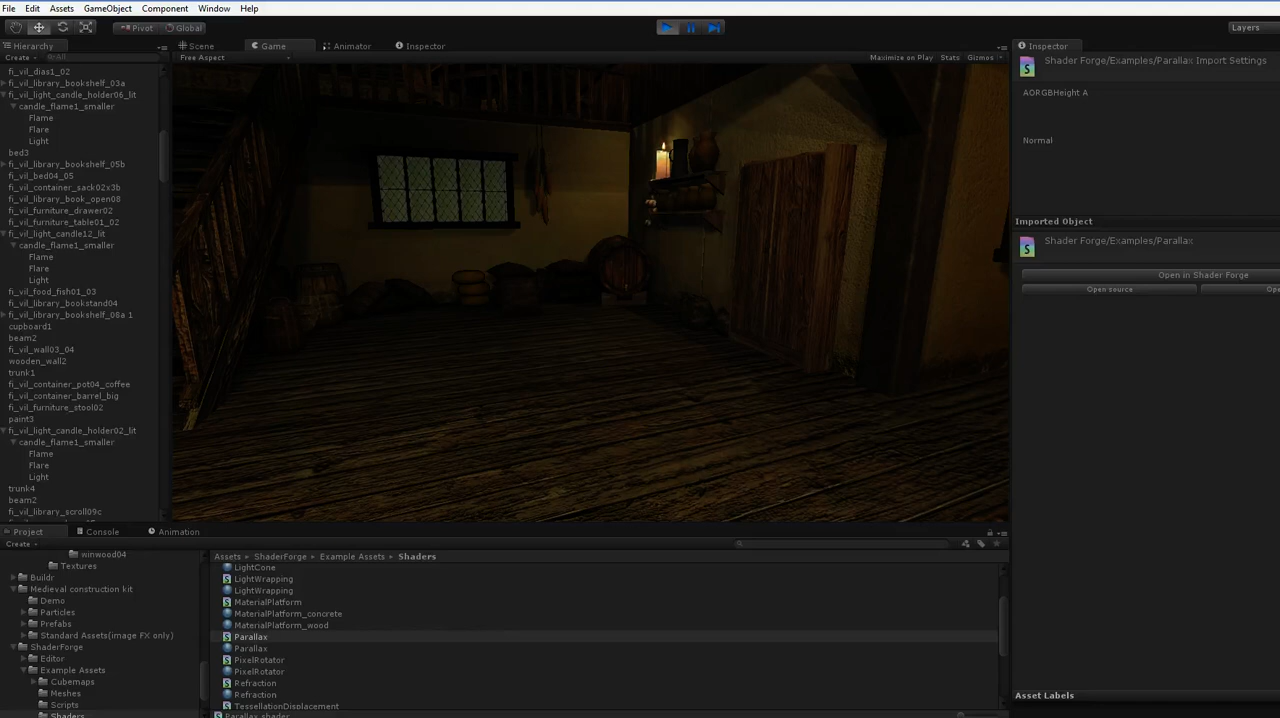 File Edit Assets GameObject Component Window Help
Pivot Global Layers
Hierarchy Scene Game Animator Inspector Inspector
Create All Free Aspect Maximize on Play Stats Gizmos
Shader Forge/Examples/Parallax Import Settings
AORGBHeight A
Normal
Imported Object
Shader Forge/Examples/Parallax
Open in Shader Forge
Open source
Asset Labels
fi_vil_dias1_02
fi_vil_library_bookshelf_03a
fi_vil_light_candle_holder06_lit
candle_flame1_smaller
Flame
Flare
Light
bed3
fi_vil_library_bookshelf_05b
fi_vil_bed04_05
fi_vil_container_sack02x3b
fi_vil_library_book_open08
fi_vil_furniture_drawer02
fi_vil_furniture_table01_02
fi_vil_light_candle12_lit
candle_flame1_smaller
Flame
Flare
Light
fi_vil_food_fish01_03
fi_vil_library_bookstand04
fi_vil_library_bookshelf_08a 1
cupboard1
beam2
fi_vil_wall03_04
wooden_wall2
trunk1
fi_vil_container_pot04_coffee
fi_vil_container_barrel_big
fi_vil_furniture_stool02
paint3
fi_vil_light_candle_holder02_lit
candle_flame1_smaller
Flame
Flare
Light
trunk4
beam2
fi_vil_library_scroll09c
Project Console Animation
Create
winwood04
Textures
Buildr
Medieval construction kit
Demo
Particles
Prefabs
Standard Assets(image FX only)
ShaderForge
Editor
Example Assets
Cubemaps
Meshes
Scripts
Shaders
Assets ShaderForge Example Assets Shaders
LightCone
LightWrapping
LightWrapping
MaterialPlatform
MaterialPlatform_concrete
MaterialPlatform_wood
Parallax
Parallax
PixelRotator
PixelRotator
Refraction
Refraction
TessellationDisplacement
Parallax.shader